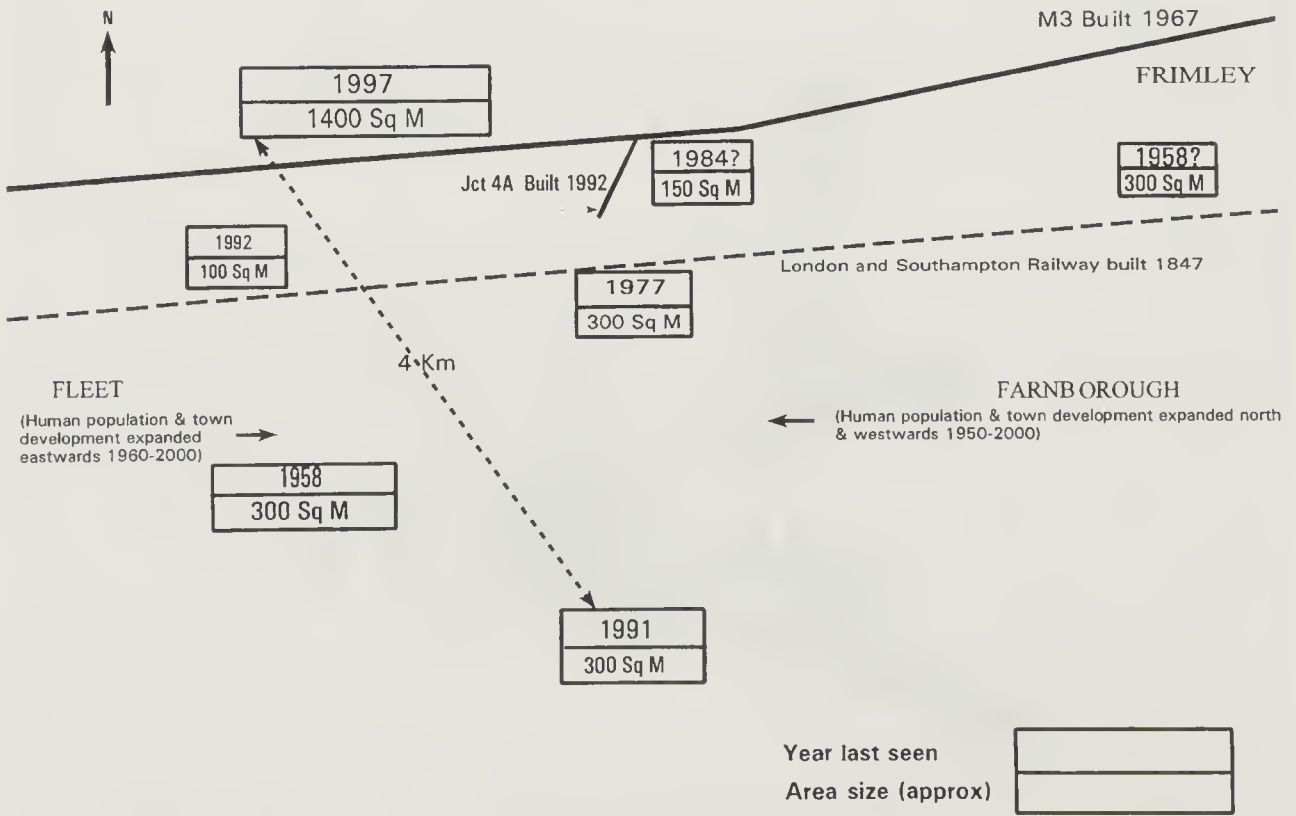 N
M3 Built 1967
FRIMLEY
1997
1400 Sq M
1984?
150 Sq M
1958?
300 Sq M
Jct 4A Built 1992
1992
100 Sq M
London and Southampton Railway built 1847
1977
300 Sq M
4 Km
FLEET
(Human population & town
development expanded
eastwards 1960-2000)
FARNBOROUGH
(Human population & town development expanded north
& westwards 1950-2000)
1958
300 Sq M
1991
300 Sq M
Year last seen
Area size (approx)